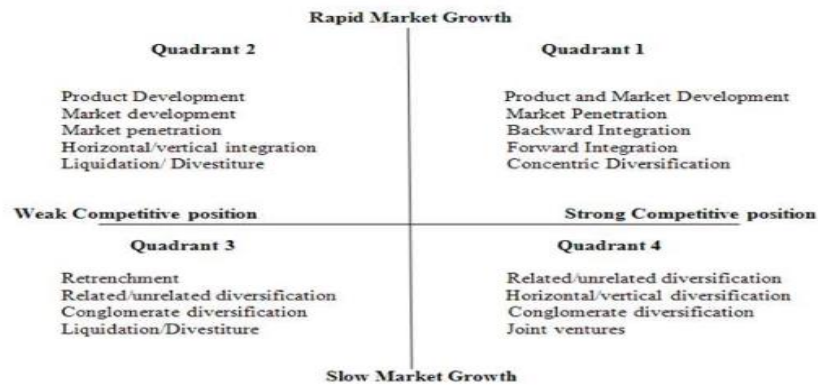 Rapid Market Growth
Quadrant 2
Product Development
Market development
Market penetration
Horizontal/vertical integration
Liquidation/ Divestiture
Quadrant 1
Product and Market Development
Market Penetration
Backward Integration
Forward Integration
Concentric Diversification
Weak Competitive position
Strong Competitive position
Quadrant 3
Retrenchment
Related/unrelated diversification
Conglomerate diversification
Liquidation/Divestiture
Quadrant 4
Related/unrelated diversification
Horizontal/vertical diversification
Conglomerate diversification
Joint ventures
Slow Market Growth